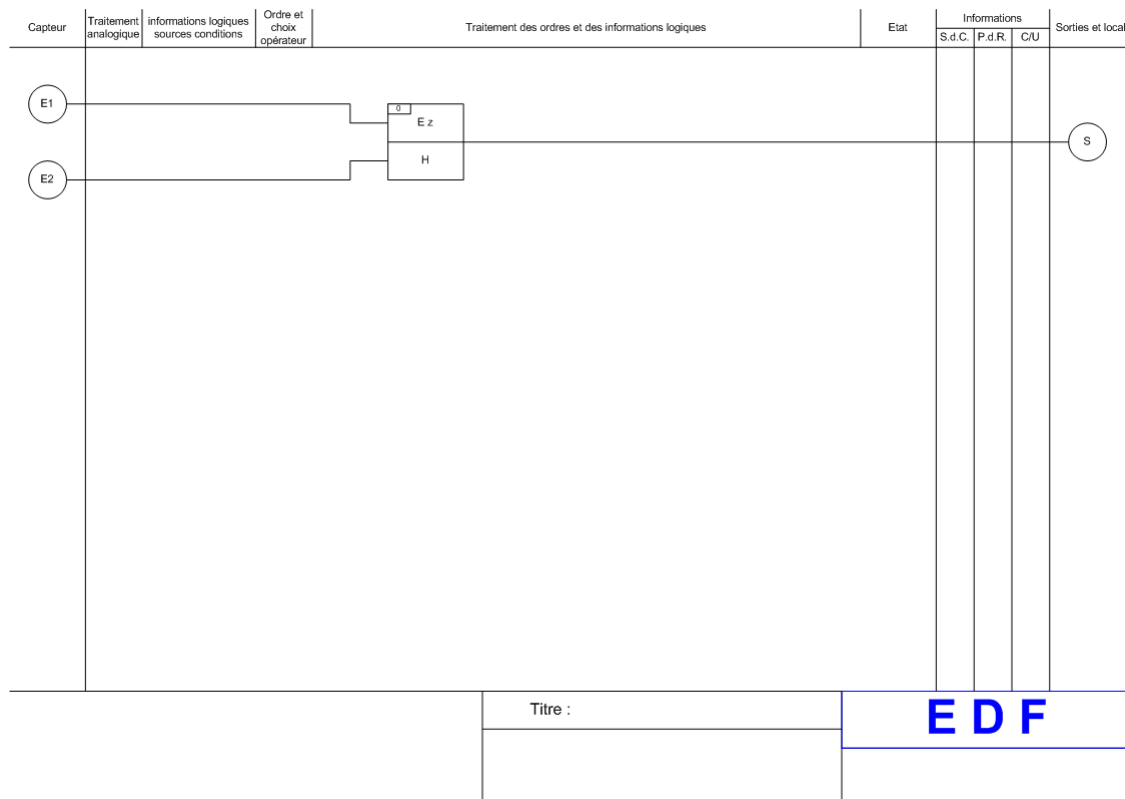 Capteur
Traitement
analogique
informations logiques
sources conditions
Ordre et
choix
opérateur
Traitement des ordres et des informations logiques
Etat
Informations
S.d.C.
P.d.R.
C/U
Sorties et local
E1
0
E z
H
S
E2
Titre :
E D F